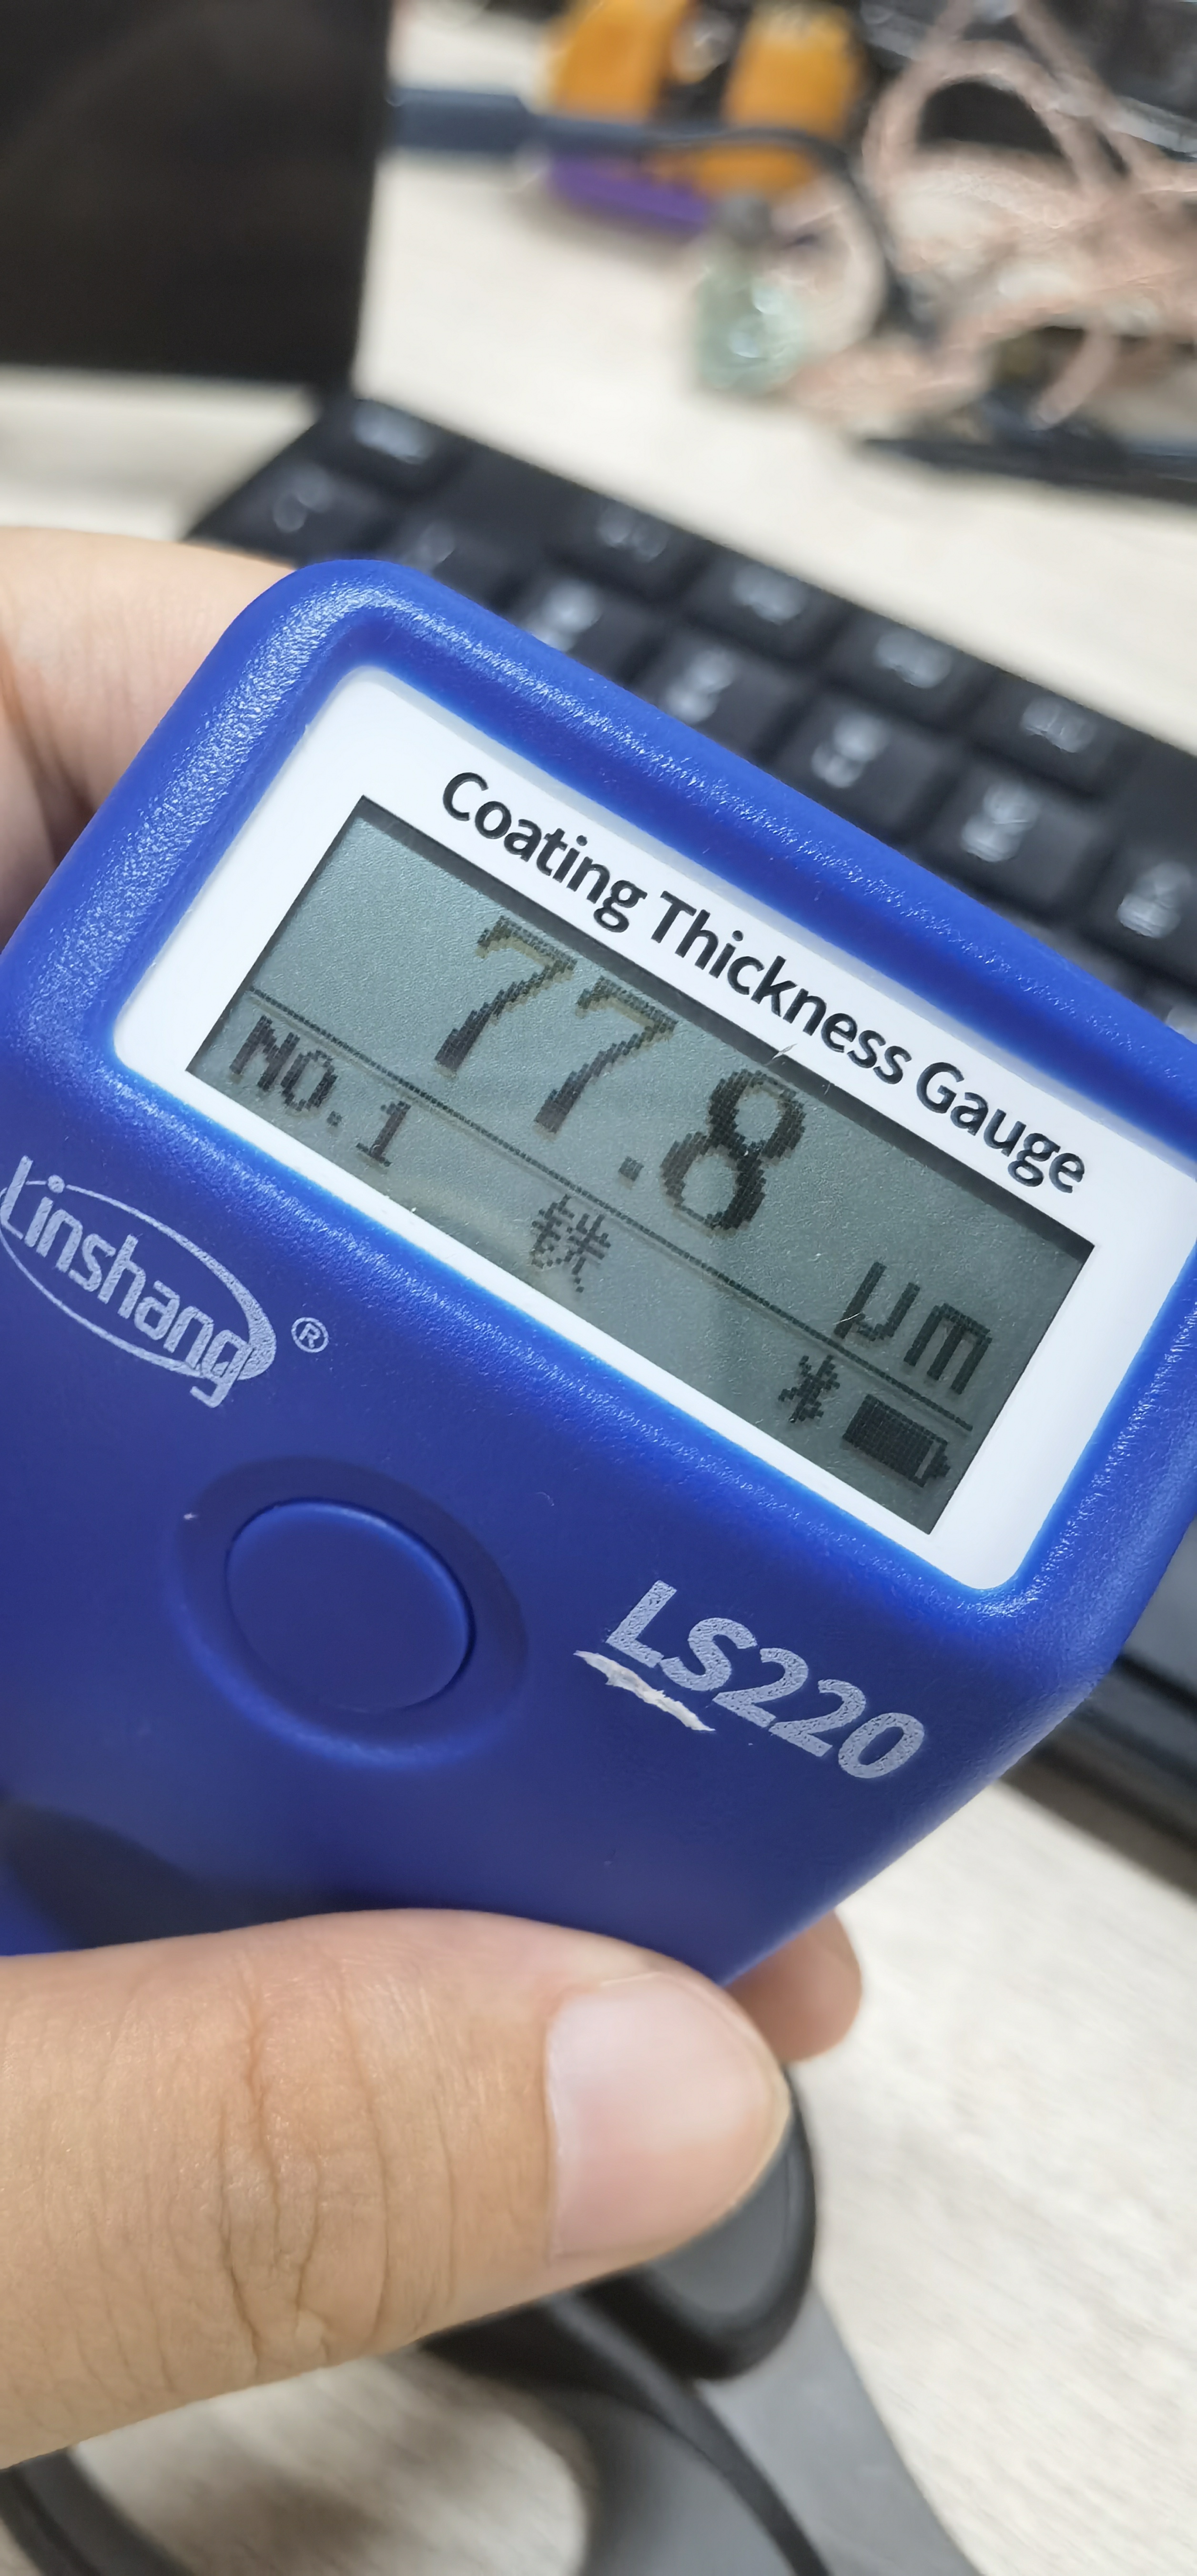 Coating Thickness Gauge
77.8 μm
NO.1 铁
Linshang®
LS220